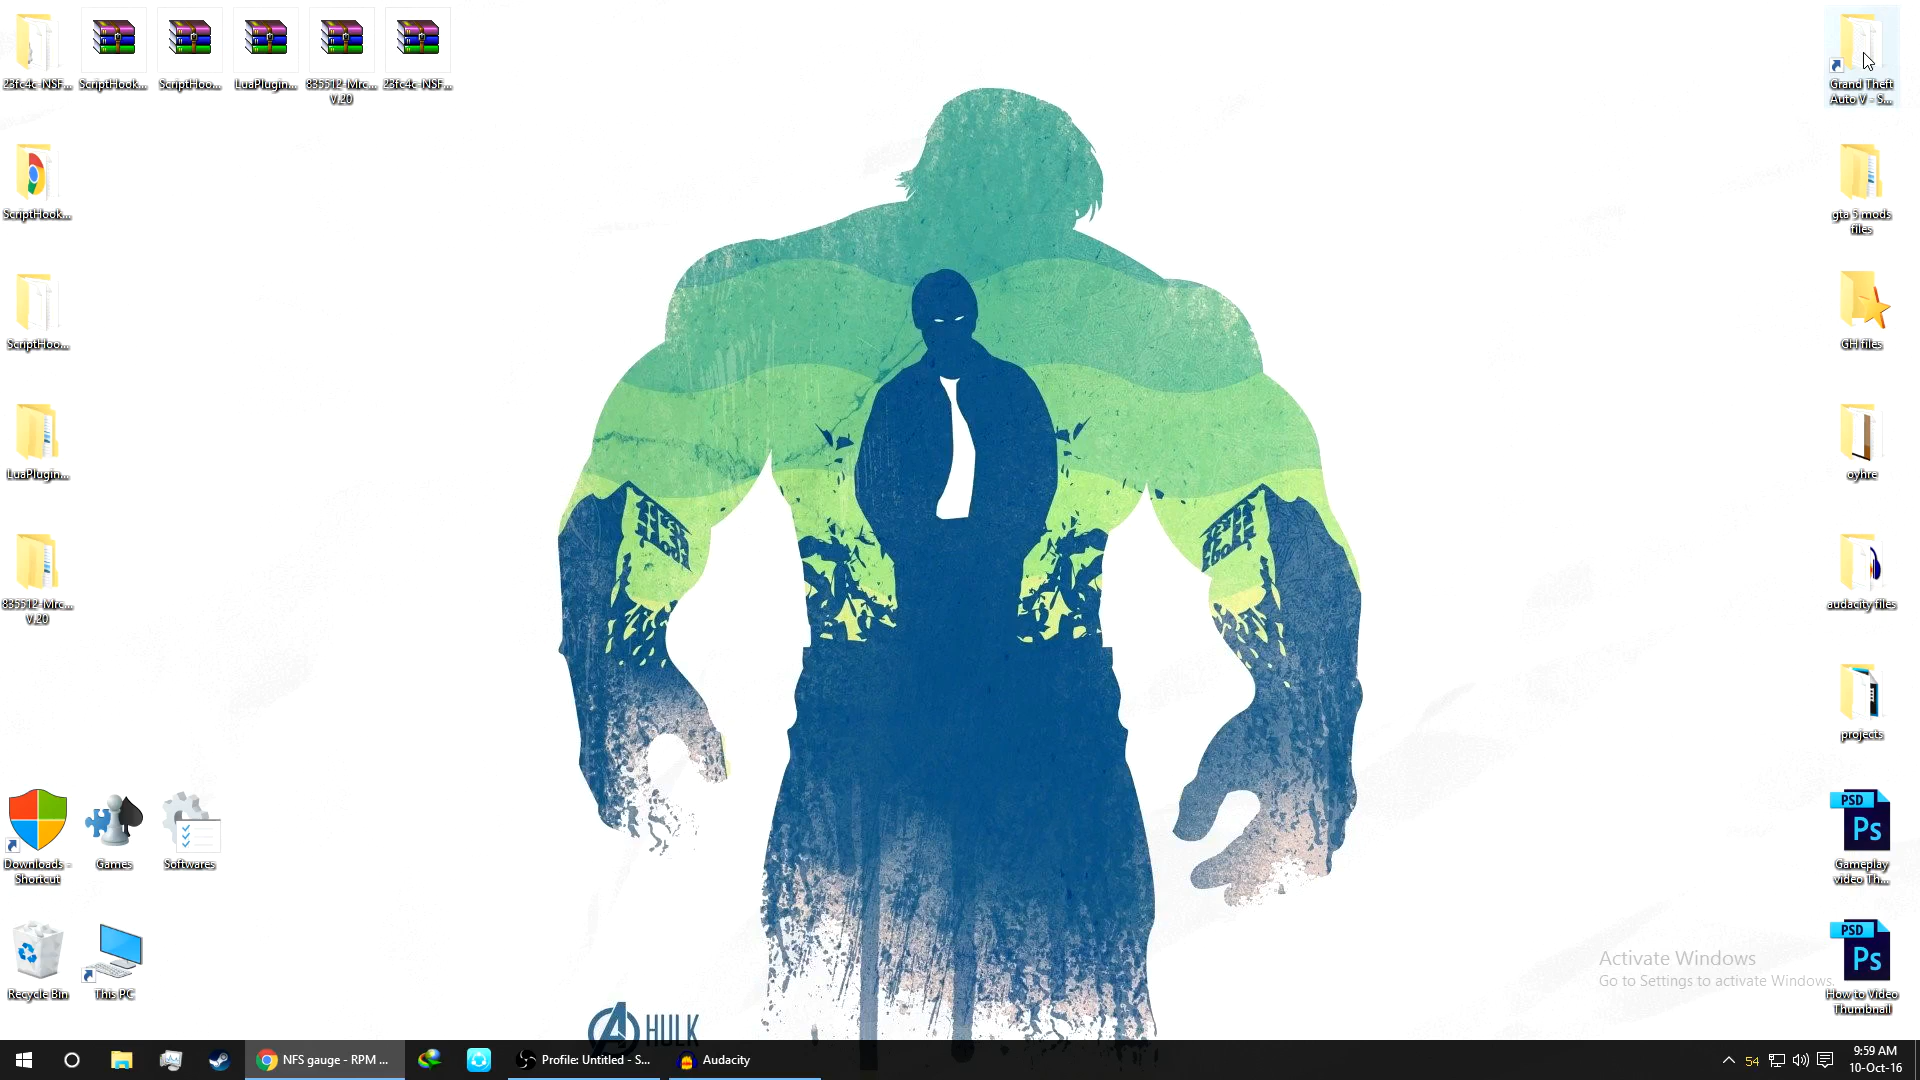 23fc4c-NSF...
ScriptHook...
ScriptHoo...
LuaPlugin...
835512-Mrc...
V.20
23fc4c-NSF...
Grand Theft
Auto V - S...
ScriptHook...
gta 5 mods
files
ScriptHoo...
GH files
LuaPlugin...
oyhre
835512-Mrc...
V.20
audacity files
projects
Downloads -
Shortcut
Games
Softwares
PSD
Ps
Gameplay
video Th...
Recycle Bin
This PC
PSD
Ps
How to Video
Thumbnail
Activate Windows
Go to Settings to activate Windows.
HULK
NFS gauge - RPM ...
Profile: Untitled - S...
Audacity
54
9:59 AM
10-Oct-16